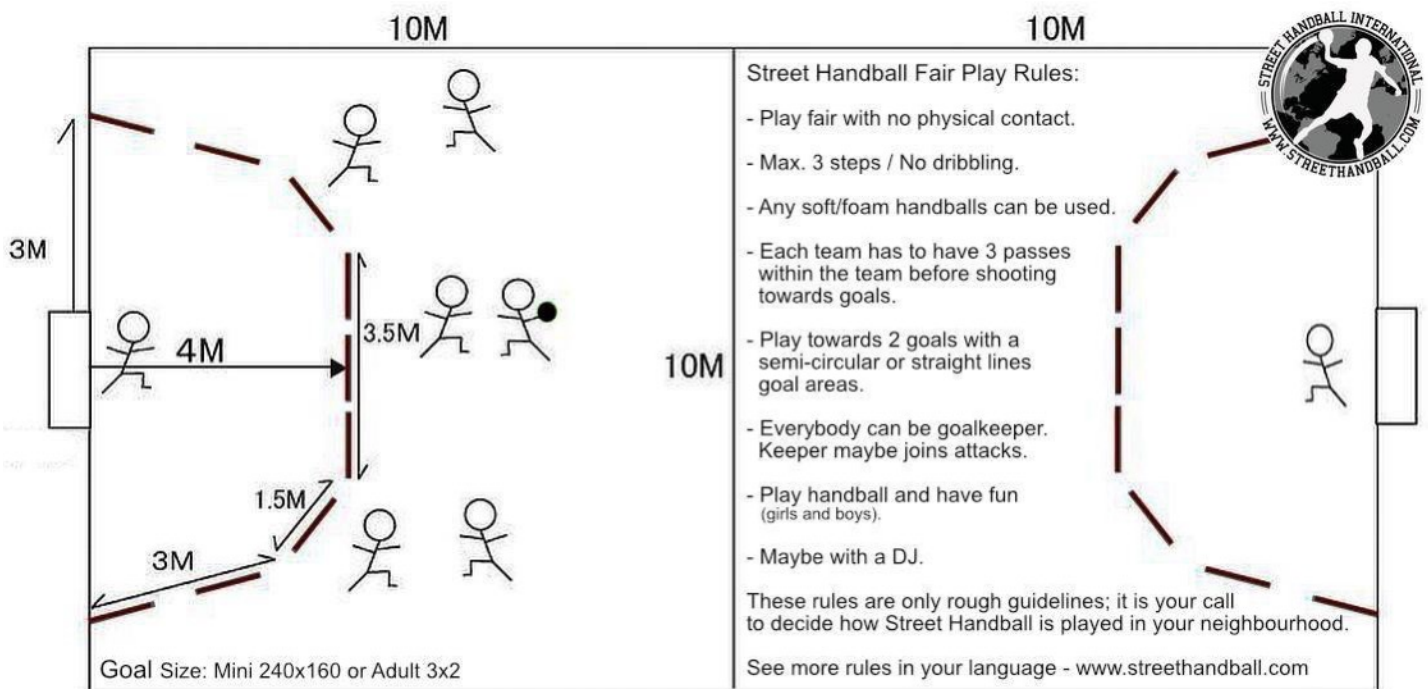 10M
10M
STREET HANDBALL INTERNATIONAL
WWW.STREETHANDBALL.COM
3M
4M
3.5M
10M
1.5M
3M
Goal Size: Mini 240x160 or Adult 3x2
Street Handball Fair Play Rules:
- Play fair with no physical contact.
- Max. 3 steps / No dribbling.
- Any soft/foam handballs can be used.
- Each team has to have 3 passes
within the team before shooting
towards goals.
- Play towards 2 goals with a
semi-circular or straight lines
goal areas.
- Everybody can be goalkeeper.
Keeper maybe joins attacks.
- Play handball and have fun
(girls and boys).
- Maybe with a DJ.
These rules are only rough guidelines; it is your call
to decide how Street Handball is played in your neighbourhood.
See more rules in your language - www.streethandball.com